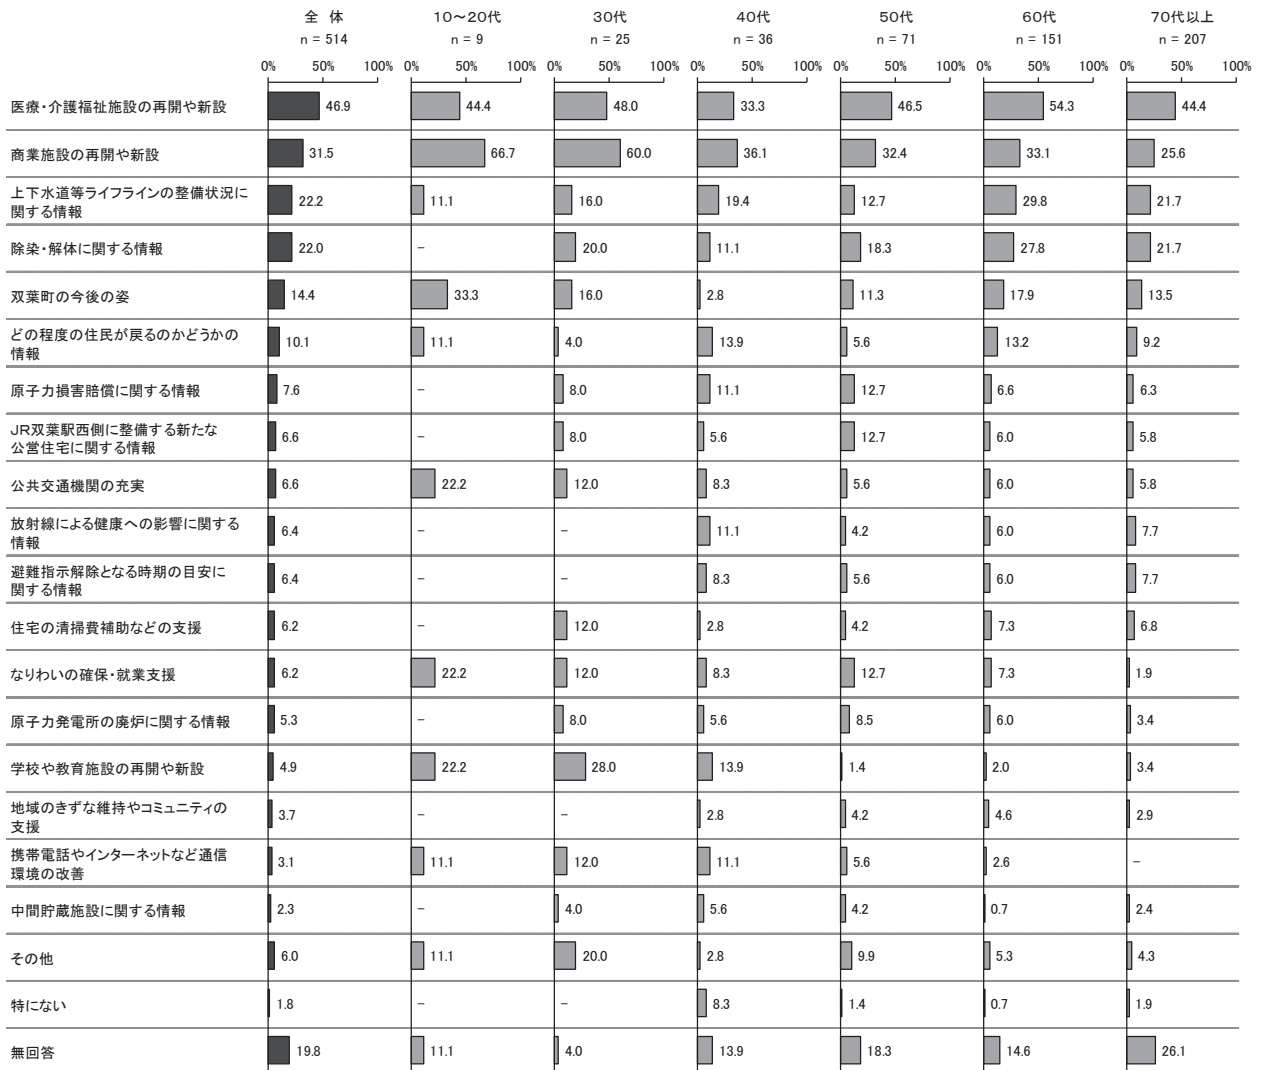 全 体 10～20代 30代 40代 50代 60代 70代以上
n = 514 n = 9 n = 25 n = 36 n = 71 n = 151 n = 207
0% 50% 100% 0% 50% 100% 0% 50% 100% 0% 50% 100% 0% 50% 100% 0% 50% 100% 0% 50% 100%
医療・介護福祉施設の再開や新設 46.9 44.4 48.0 33.3 46.5 54.3 44.4
商業施設の再開や新設 31.5 66.7 60.0 36.1 32.4 33.1 25.6
上下水道等ライフラインの整備状況に
関する情報 22.2 11.1 16.0 19.4 12.7 29.8 21.7
除染・解体に関する情報 22.0 － 20.0 11.1 18.3 27.8 21.7
双葉町の今後の姿 14.4 33.3 16.0 2.8 11.3 17.9 13.5
どの程度の住民が戻るのかどうかの
情報 10.1 11.1 4.0 13.9 5.6 13.2 9.2
原子力損害賠償に関する情報 7.6 － 8.0 11.1 12.7 6.6 6.3
JR双葉駅西側に整備する新たな
公営住宅に関する情報 6.6 － 8.0 5.6 12.7 6.0 5.8
公共交通機関の充実 6.6 22.2 12.0 8.3 5.6 6.0 5.8
放射線による健康への影響に関する
情報 6.4 － － 11.1 4.2 6.0 7.7
避難指示解除となる時期の目安に
関する情報 6.4 － － 8.3 5.6 6.0 7.7
住宅の清掃費補助などの支援 6.2 － 12.0 2.8 4.2 7.3 6.8
なりわいの確保・就業支援 6.2 22.2 12.0 8.3 12.7 7.3 1.9
原子力発電所の廃炉に関する情報 5.3 － 8.0 5.6 8.5 6.0 3.4
学校や教育施設の再開や新設 4.9 22.2 28.0 13.9 1.4 2.0 3.4
地域のきずな維持やコミュニティの
支援 3.7 － － 2.8 4.2 4.6 2.9
携帯電話やインターネットなど通信
環境の改善 3.1 11.1 12.0 11.1 5.6 2.6 －
中間貯蔵施設に関する情報 2.3 － 4.0 5.6 4.2 0.7 2.4
その他 6.0 11.1 20.0 2.8 9.9 5.3 4.3
特にない 1.8 － － 8.3 1.4 0.7 1.9
無回答 19.8 11.1 4.0 13.9 18.3 14.6 26.1